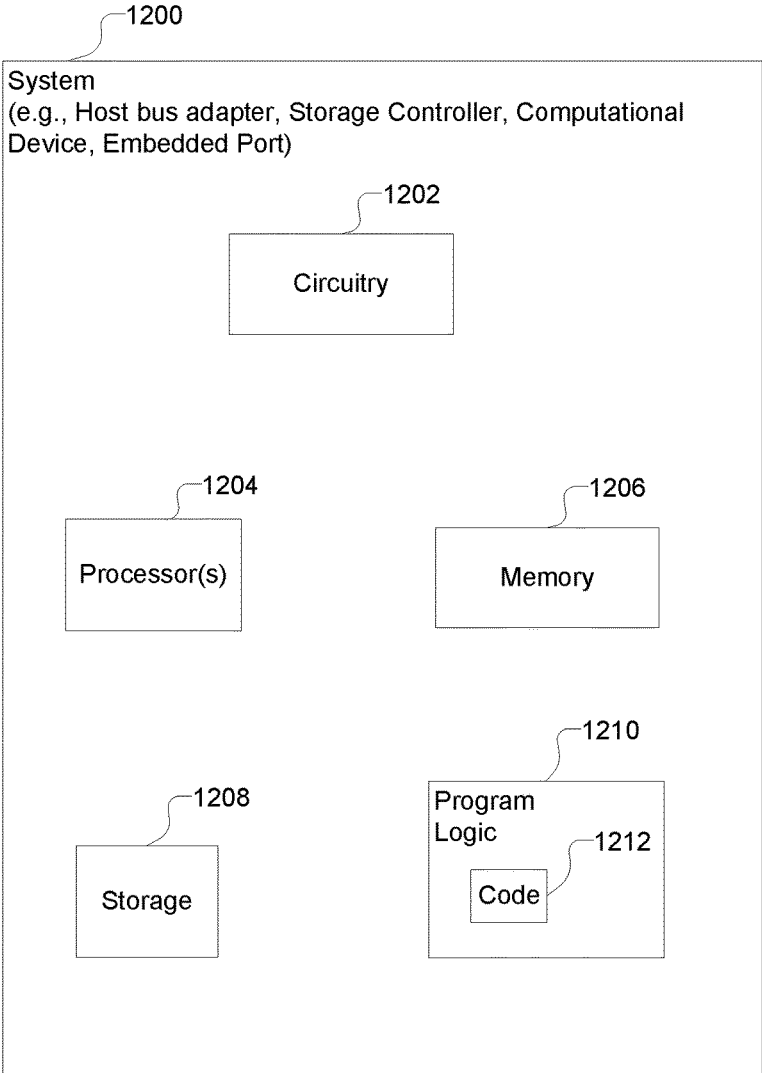 1200
System
(e.g., Host bus adapter, Storage Controller, Computational
Device, Embedded Port)
1202
Circuitry
1204
1206
Processor(s)
Memory
1210
1208
Program
Logic
1212
Storage
Code